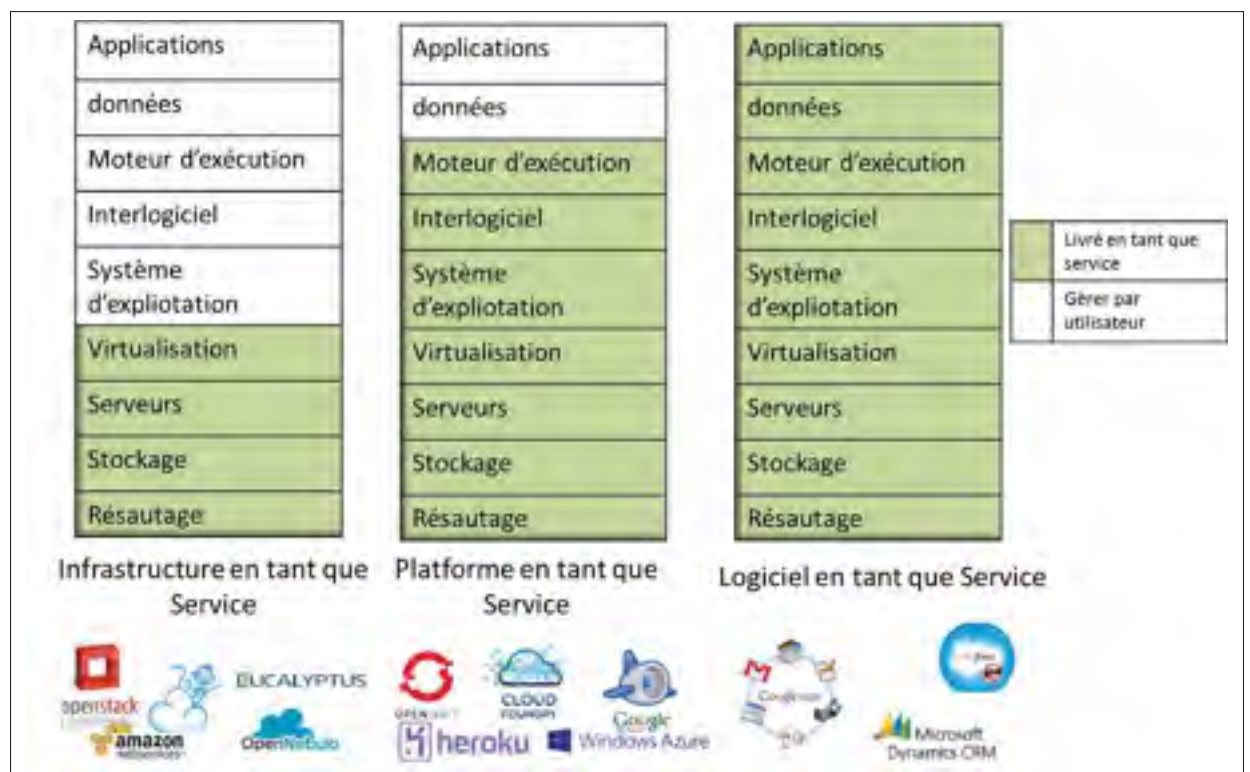 Applications
données
Moteur d'exécution
Interlogiciel
Système
d'expliotation
Virtualisation
Serveurs
Stockage
Résautage
Infrastructure en tant que
Service
Applications
données
Moteur d'exécution
Interlogiciel
Système
d'expliotation
Virtualisation
Serveurs
Stockage
Résautage
Platforme en tant que
Service
Applications
données
Moteur d'exécution
Interlogiciel
Système
d'expliotation
Virtualisation
Serveurs
Stockage
Résautage
Logiciel en tant que Service
Livré en tant que
service
Gèrer par
utilisateur
openstack
EUCALYPTUS
amazon
OpenNebula
CLOUD
FOUNDRY
Google
heroku
Windows Azure
Microsoft
Dynamics CRM